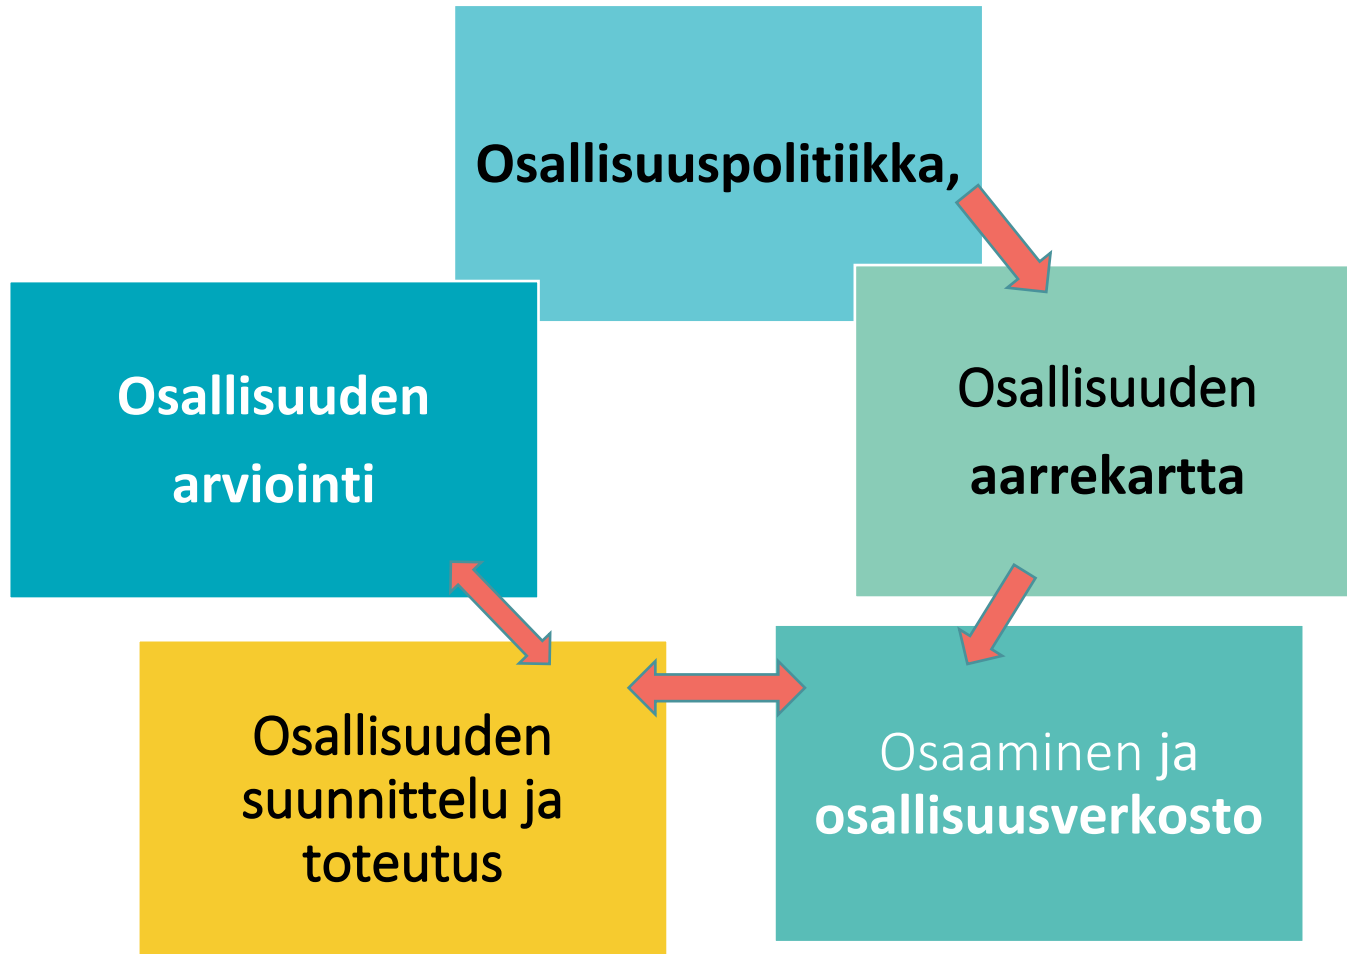 Osallisuuspolitiikka,
Osallisuuden
arviointi
Osallisuuden
aarrekartta
Osallisuuden
suunnittelu ja
toteutus
Osaaminen ja
osallisuusverkosto